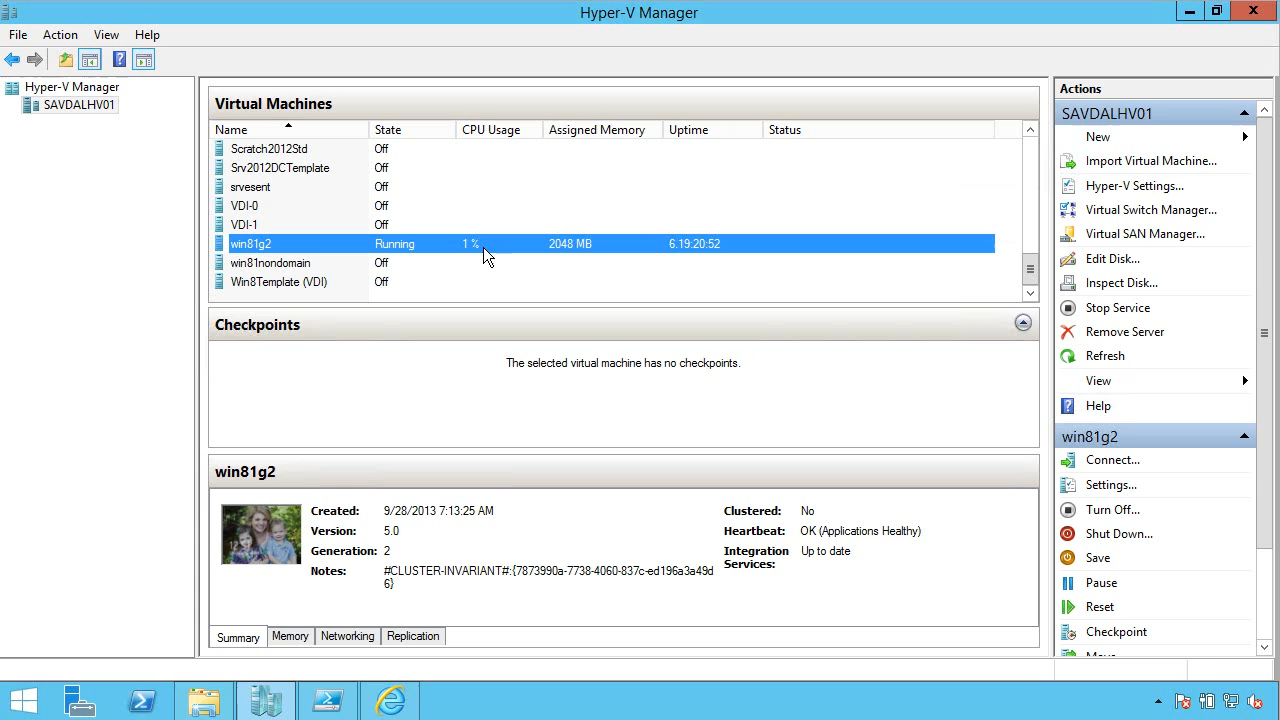 Hyper-V Manager
File Action View Help
Hyper-V Manager
SAVDALHV01
Virtual Machines
Name State CPU Usage Assigned Memory Uptime Status
Scratch2012Std Off
Srv2012DCTemplate Off
srvesent Off
VDI-0 Off
VDI-1 Off
win81g2 Running 1 % 2048 MB 6.19:20:52
win81nondomain Off
Win8Template (VDI) Off
Checkpoints
The selected virtual machine has no checkpoints.
win81g2
Created: 9/28/2013 7:13:25 AM
Version: 5.0
Generation: 2
Notes: #CLUSTER-INVARIANT#:{7873990a-7738-4060-837c-ed196a3a49d
6}
Clustered: No
Heartbeat: OK (Applications Healthy)
Integration Up to date
Services:
Summary Memory Networking Replication
Actions
SAVDALHV01
New
Import Virtual Machine...
Hyper-V Settings...
Virtual Switch Manager...
Virtual SAN Manager...
Edit Disk...
Inspect Disk...
Stop Service
Remove Server
Refresh
View
Help
win81g2
Connect...
Settings...
Turn Off...
Shut Down...
Save
Pause
Reset
Checkpoint